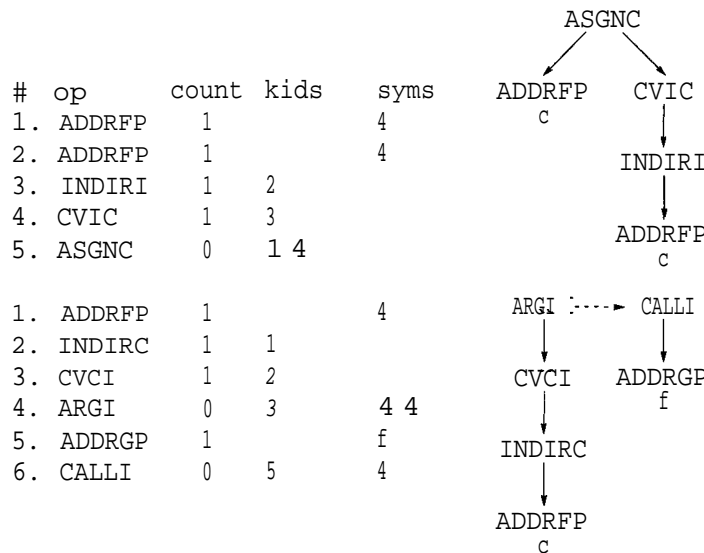 # op count kids syms
1. ADDRFP 1 4
2. ADDRFP 1 4
3. INDIRI 1 2
4. CVIC 1 3
5. ASGNC 0 1 4
1. ADDRFP 1 4
2. INDIRC 1 1
3. CVCI 1 2
4. ARGI 0 3 4 4
5. ADDRGP 1 f
6. CALLI 0 5 4
ASGNC
ADDRFP CVIC
c
INDIRI
ADDRFP
c
ARGI CALLI
CVCI ADDRGP
f
INDIRC
ADDRFP
c